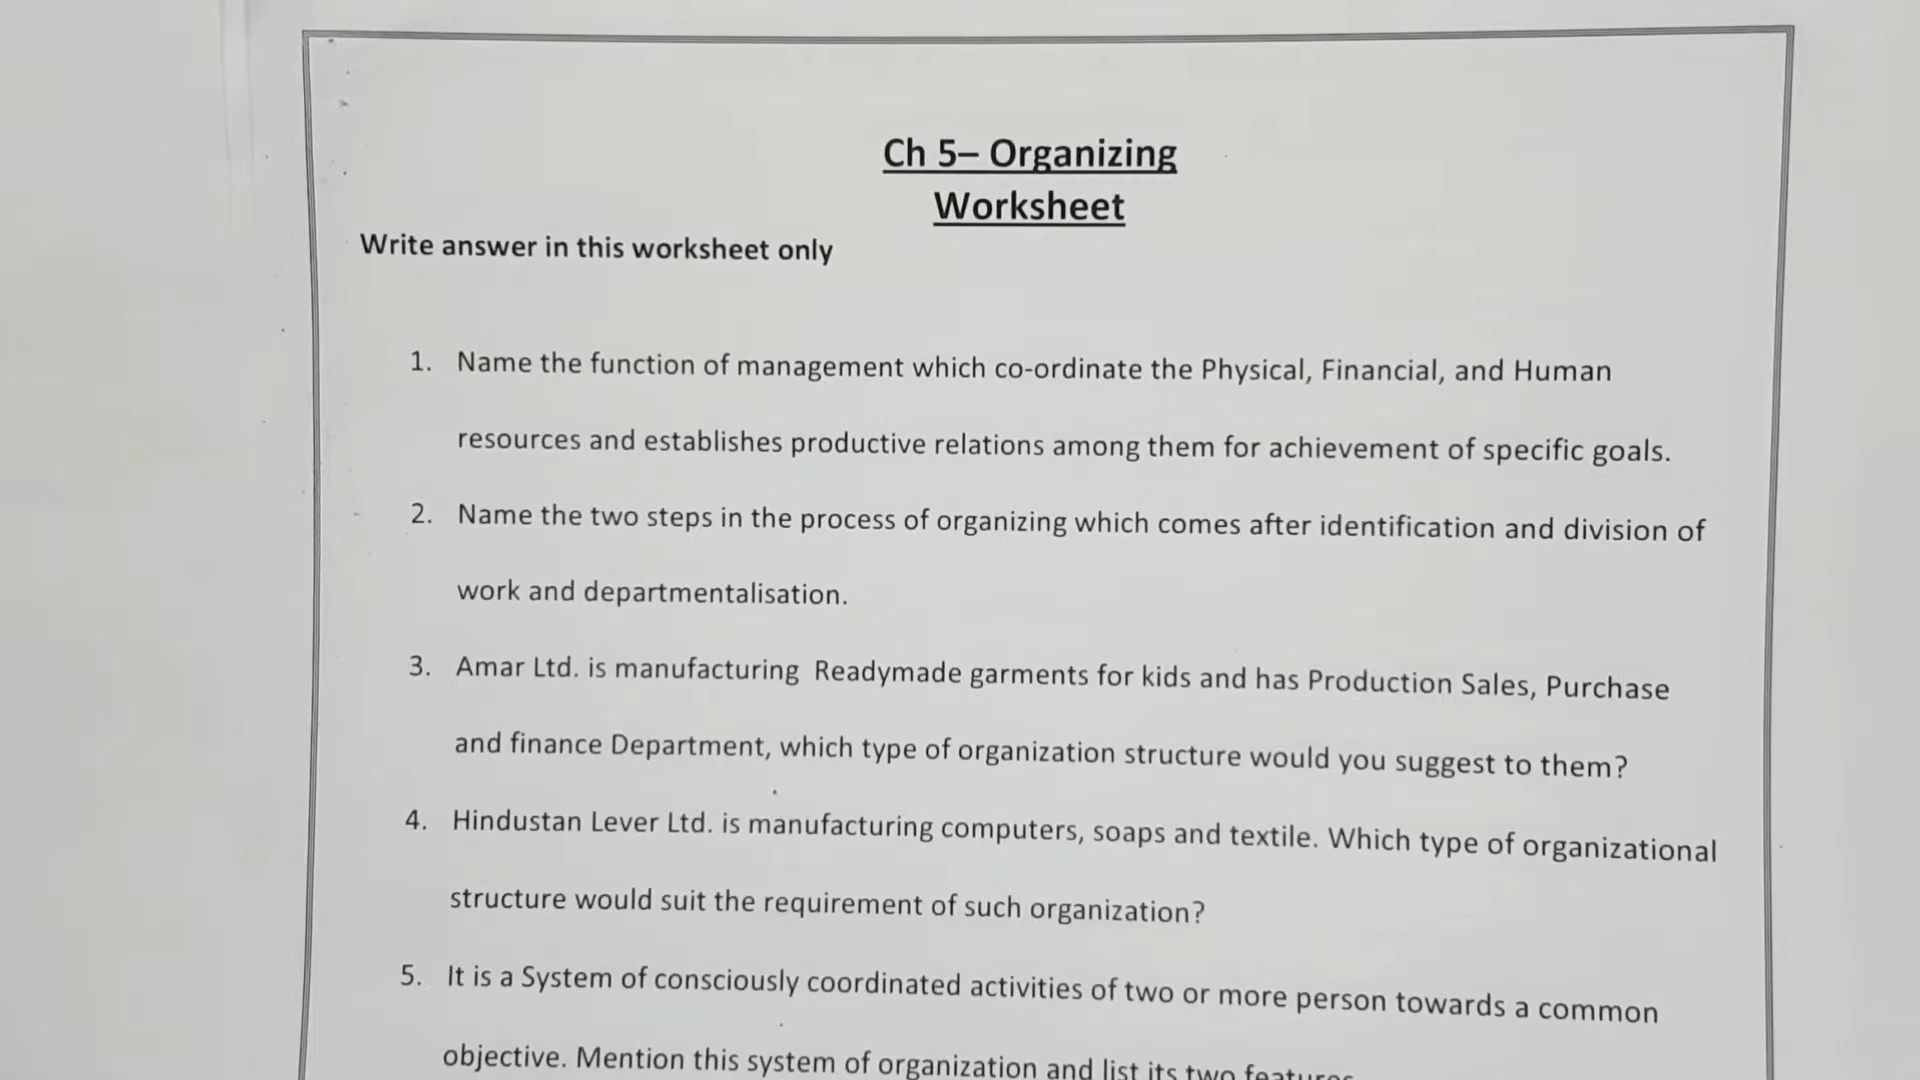 Ch 5– Organizing
Worksheet
Write answer in this worksheet only
1. Name the function of management which co-ordinate the Physical, Financial, and Human
resources and establishes productive relations among them for achievement of specific goals.
2. Name the two steps in the process of organizing which comes after identification and division of
work and departmentalisation.
3. Amar Ltd. is manufacturing Readymade garments for kids and has Production Sales, Purchase
and finance Department, which type of organization structure would you suggest to them?
4. Hindustan Lever Ltd. is manufacturing computers, soaps and textile. Which type of organizational
structure would suit the requirement of such organization?
5. It is a System of consciously coordinated activities of two or more person towards a common
objective. Mention this system of organization and list its two features